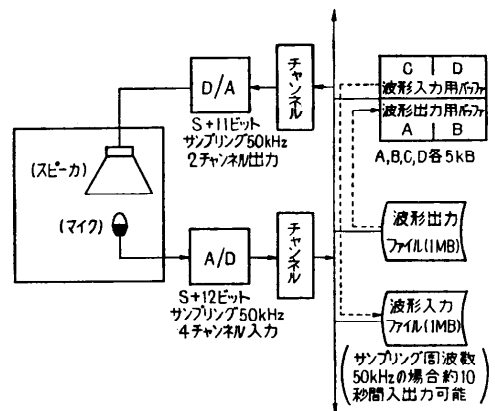 D/A
S+11ビット
サンプリング50kHz
2チャンネル出力
チャンネル
C D
波形入力用バッファ
波形出力用バッファ
A B
A,B,C,D各5kB
(スピーカ)
(マイク)
A/D
S+12ビット
サンプリング50kHz
4チャンネル入力
チャンネル
波形出力
ファイル(1MB)
波形入力
ファイル(1MB)
(サンプリング周波数
50kHzの場合約10
秒間入出力可能)